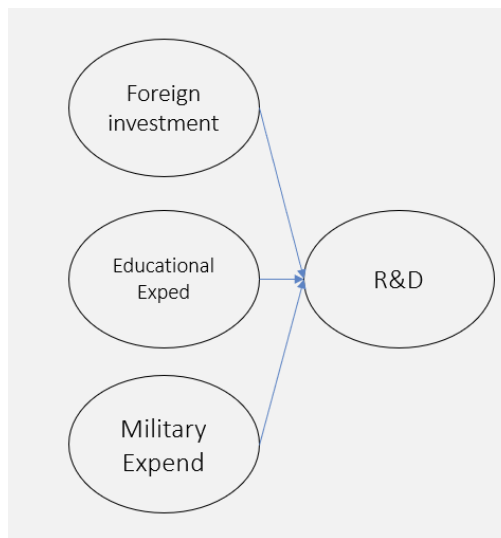 Foreign
investment
Educational
Exped
R&D
Military
Expend